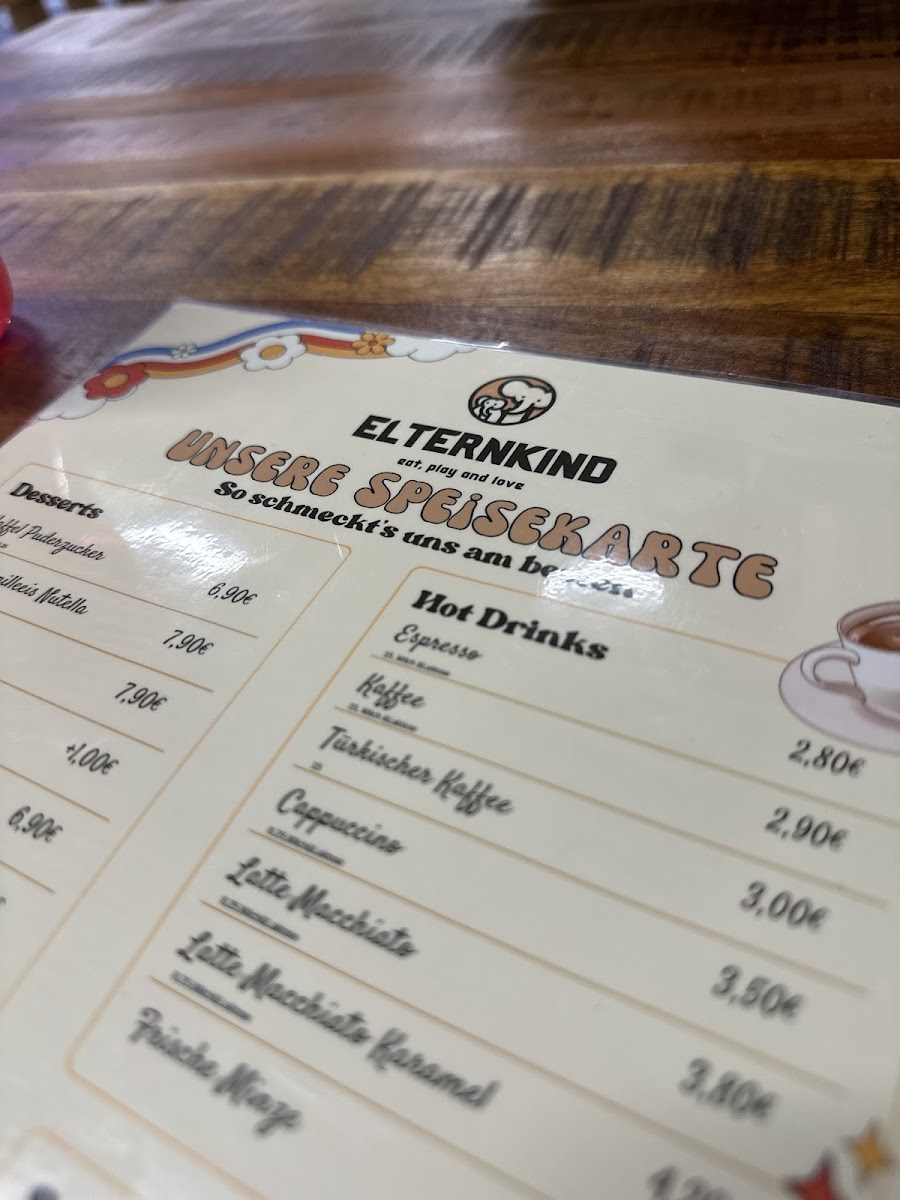 ELTERNKIND
eat, play and love
UNSERE SPEiSEKARTE
So schmeckt's uns am
Desserts
Puderzucker
6,90€
Nutella
7,90€
7,90€
+1,00€
6,90€
Hot Drinks
Espresso
2,80€
Kaffee
2,90€
Türkischer Kaffee
3,00€
Cappuccino
3,50€
Latte Macchiato
3,80€
Latte Macchiato Karamel
Frische Minze